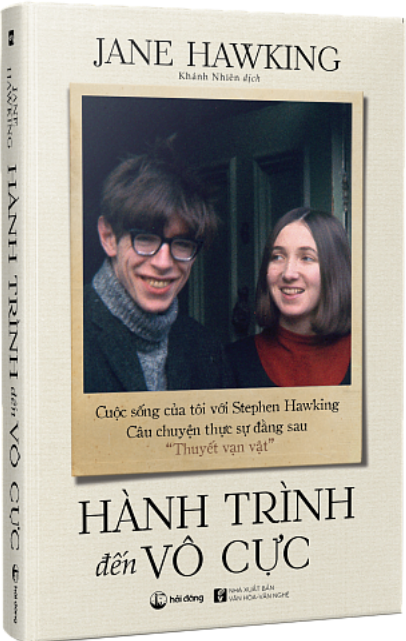 JANE HAWKING
Khánh Nhiên dịch
Cuộc sống của tôi với Stephen Hawking
Câu chuyện thực sự đằng sau
“Thuyết vạn vật”
HÀNH TRÌNH
đến VÔ CỰC
hải đăng
NHÀ XUẤT BẢN
VĂN HÓA-VĂN NGHỆ
JANE
HAWKING
HÀNH TRÌNH đến VÔ CỰC
hải đăng